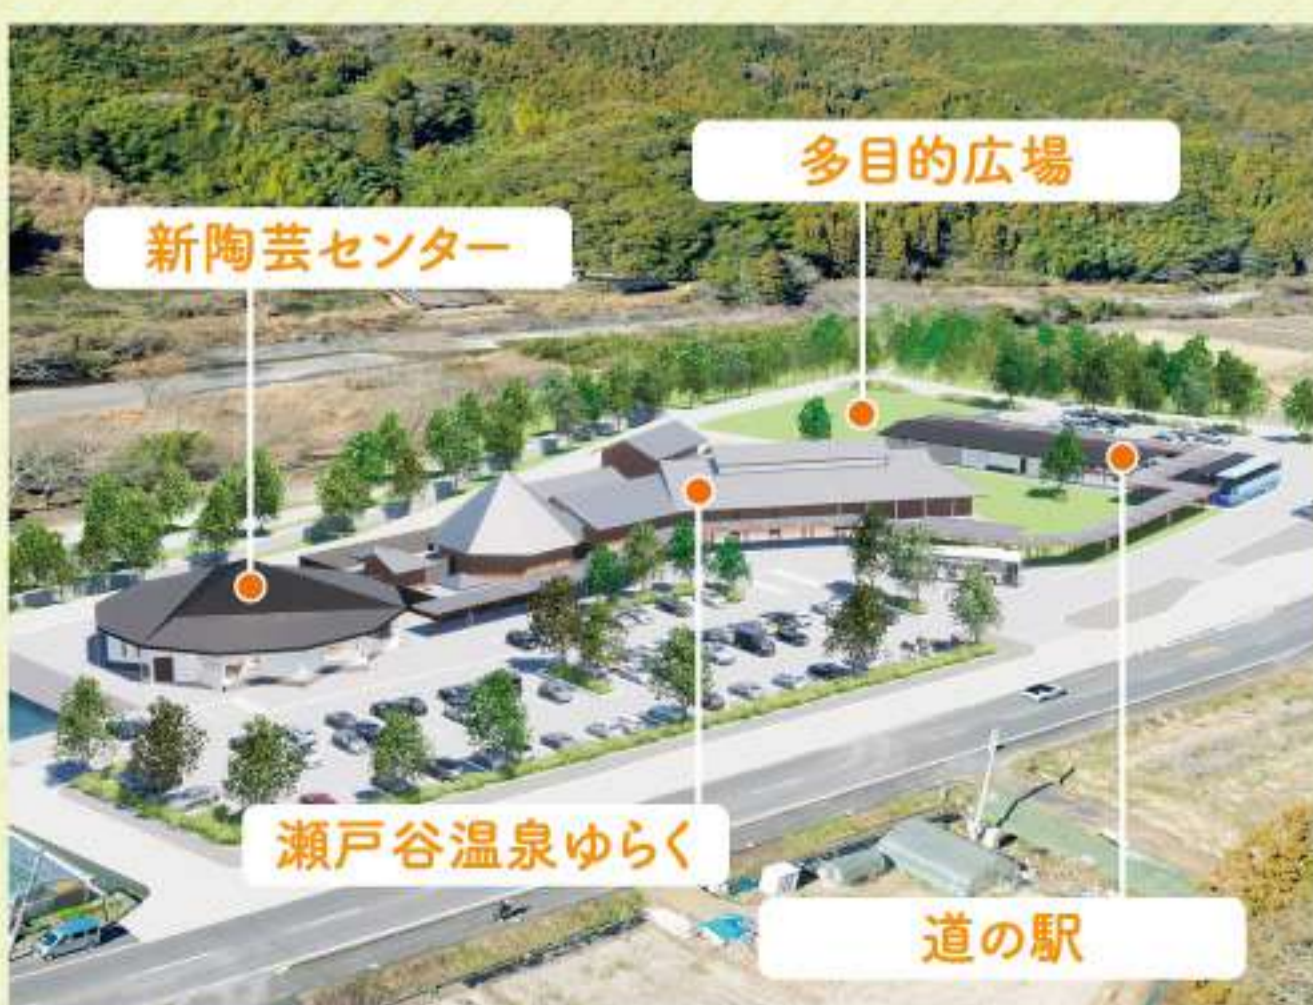 多目的広場
新陶芸センター
瀬戸谷温泉ゆらく
道の駅